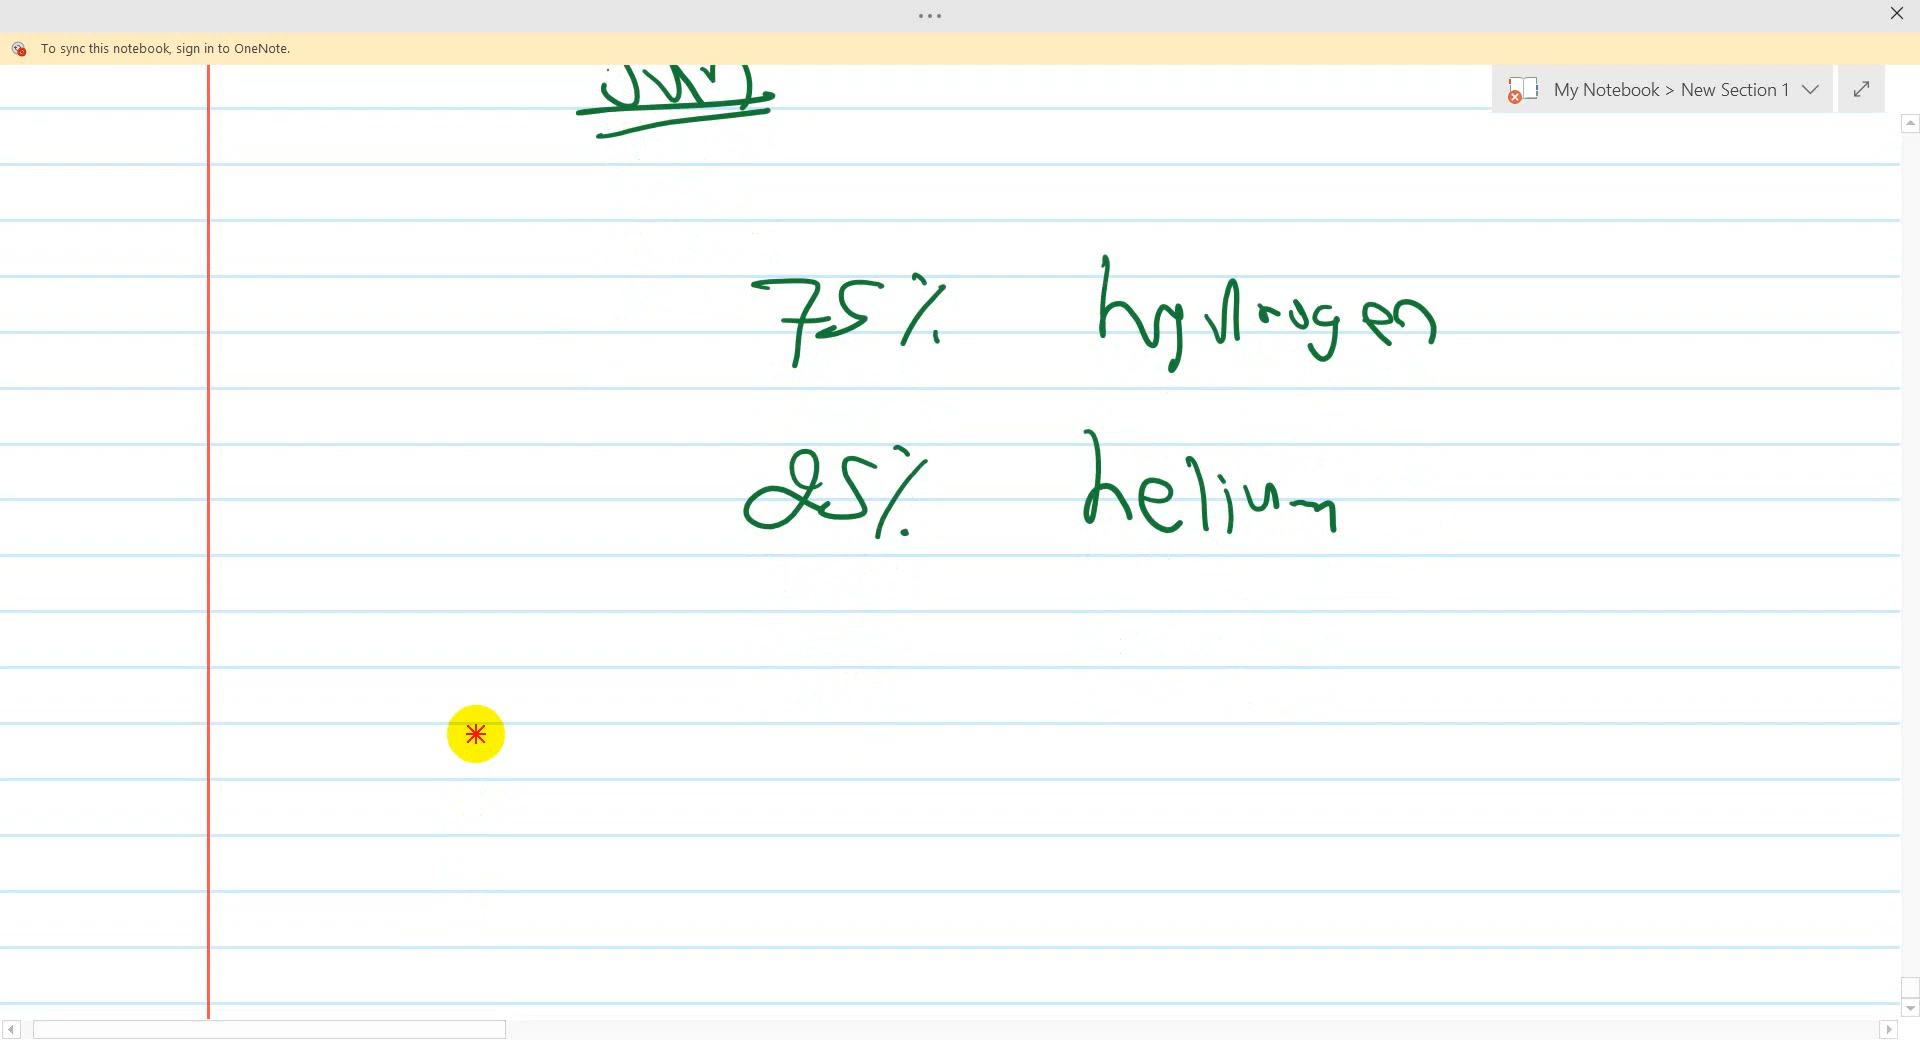 To sync this notebook, sign in to OneNote.
My Notebook > New Section 1
75% hydrogen
25% helium